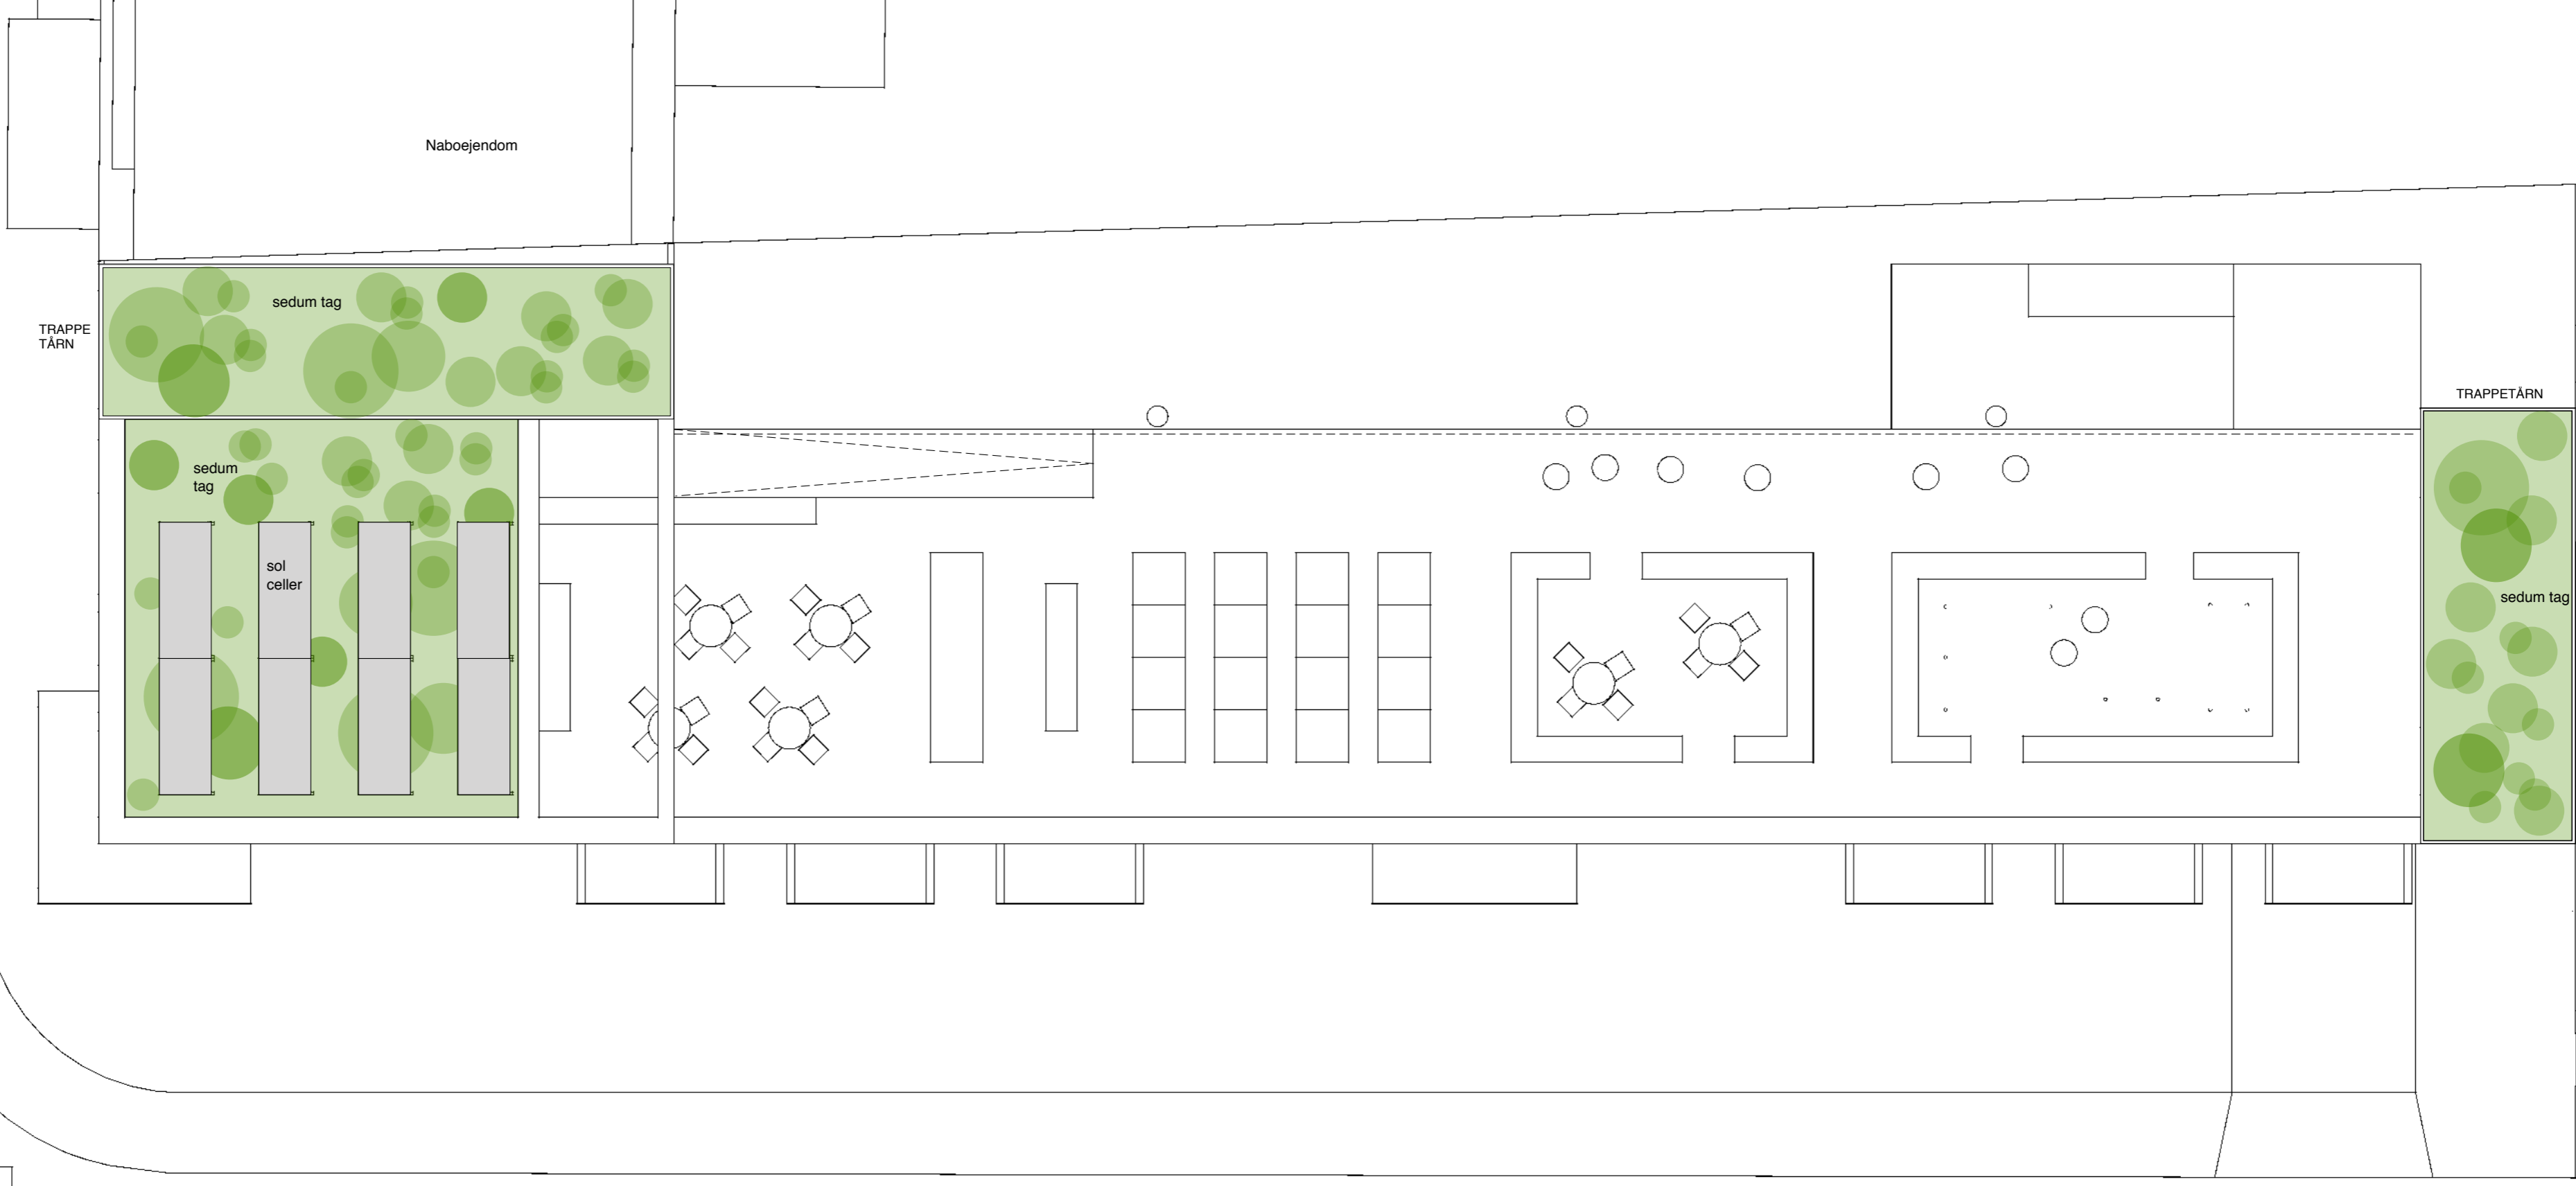 Naboejendom
sedum tag
TRAPPE
TÅRN
TRAPPETÅRN
sedum
tag
sol
celler
sedum tag